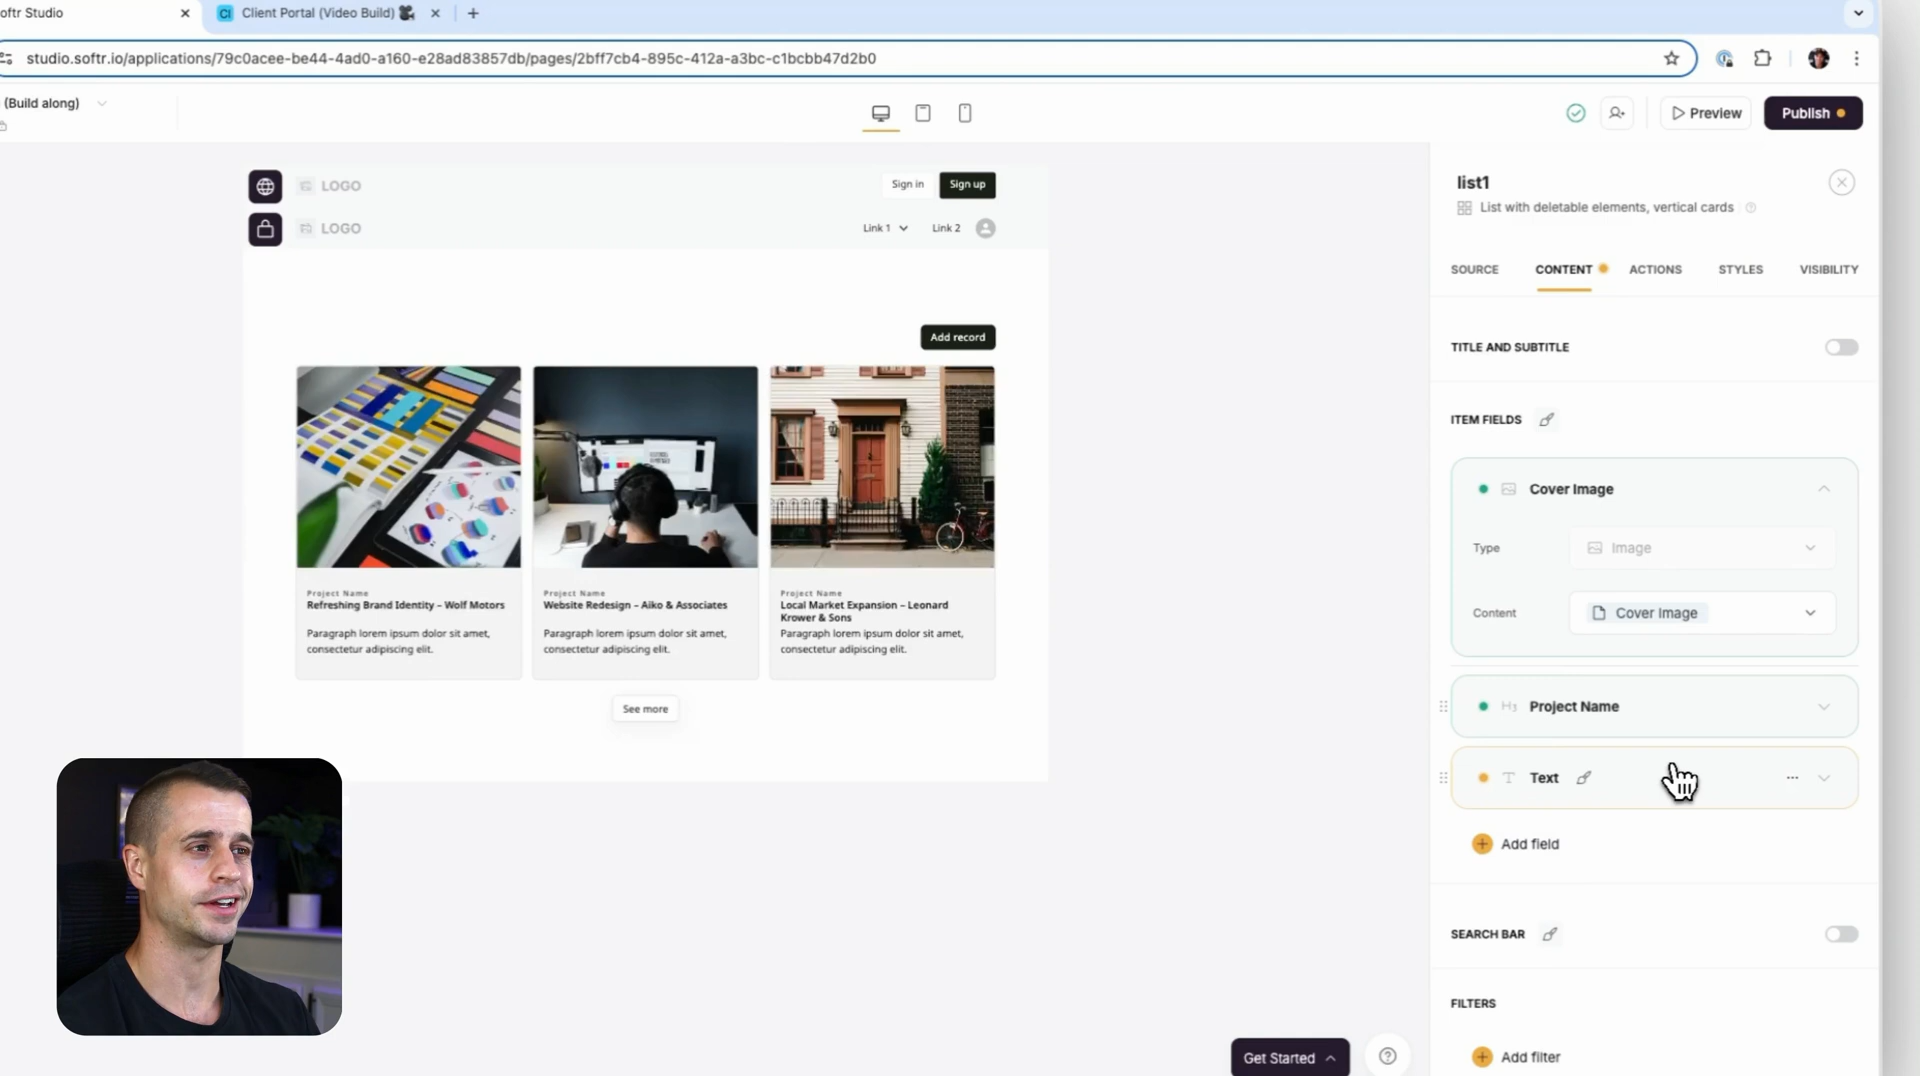 oftr Studio
CI Client Portal (Video Build)
studio.softr.io/applications/79c0acee-be44-4ad0-a160-e28ad83857db/pages/2bff7cb4-895c-412a-a3bc-c1bcbb47d2b0
(Build along)
Preview
Publish
LOGO
Sign in
Sign up
LOGO
Link 1
Link 2
Add record
Project Name
Refreshing Brand Identity – Wolf Motors
Paragraph lorem ipsum dolor sit amet,
consectetur adipiscing elit.
Project Name
Website Redesign – Aiko & Associates
Paragraph lorem ipsum dolor sit amet,
consectetur adipiscing elit.
Project Name
Local Market Expansion – Leonard
Krower & Sons
Paragraph lorem ipsum dolor sit amet,
consectetur adipiscing elit.
See more
Get Started
list1
List with deletable elements, vertical cards
SOURCE
CONTENT
ACTIONS
STYLES
VISIBILITY
TITLE AND SUBTITLE
ITEM FIELDS
Cover Image
Type
Image
Content
Cover Image
H3 Project Name
T Text
Add field
SEARCH BAR
FILTERS
Add filter